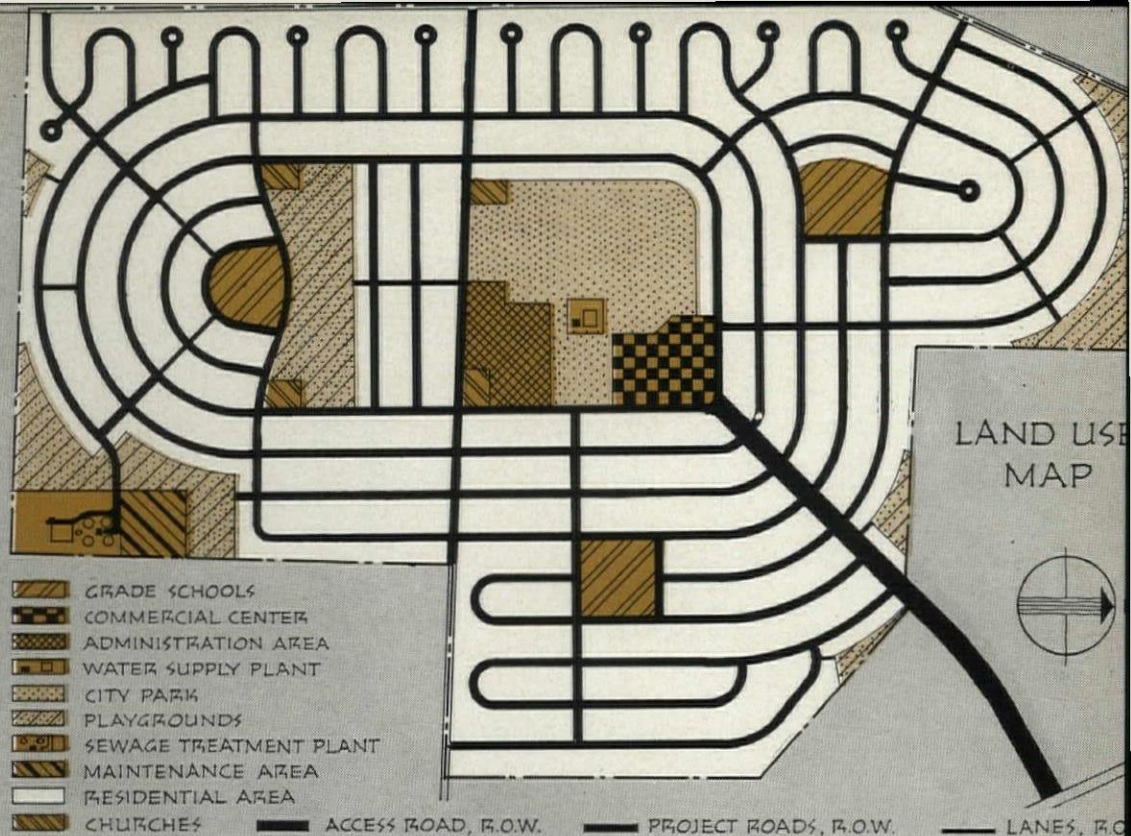 LAND USE
MAP
GRADE SCHOOLS
COMMERCIAL CENTER
ADMINISTRATION AREA
WATER SUPPLY PLANT
CITY PARK
PLAYGROUNDS
SEWAGE TREATMENT PLANT
MAINTENANCE AREA
RESIDENTIAL AREA
CHURCHES ACCESS ROAD, R.O.W. PROJECT ROADS, R.O.W. LANES, R.O